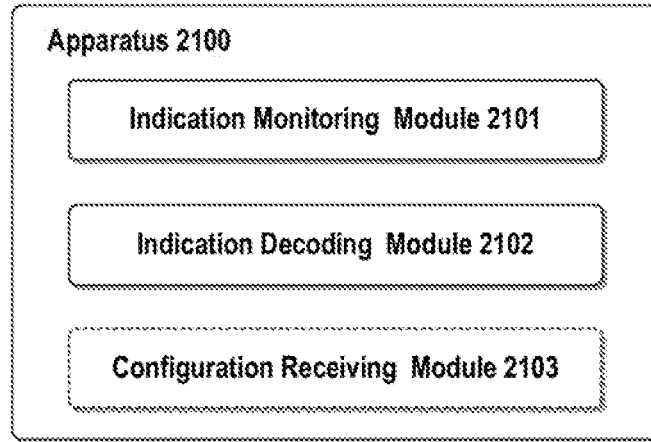 Apparatus 2100
Indication Monitoring Module 2101
Indication Decoding Module 2102
Configuration Receiving Module 2103